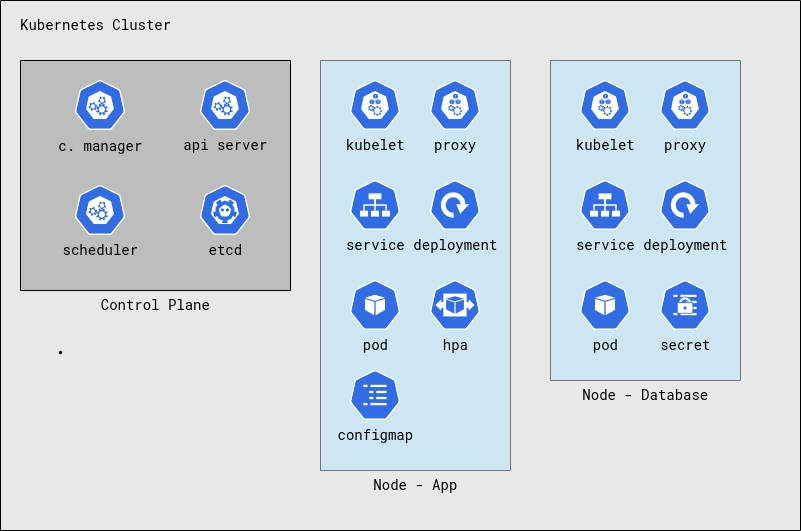 Kubernetes Cluster
c. manager
api server
scheduler
etcd
Control Plane
kubelet
proxy
service
deployment
pod
hpa
configmap
Node - App
kubelet
proxy
service
deployment
pod
secret
Node - Database